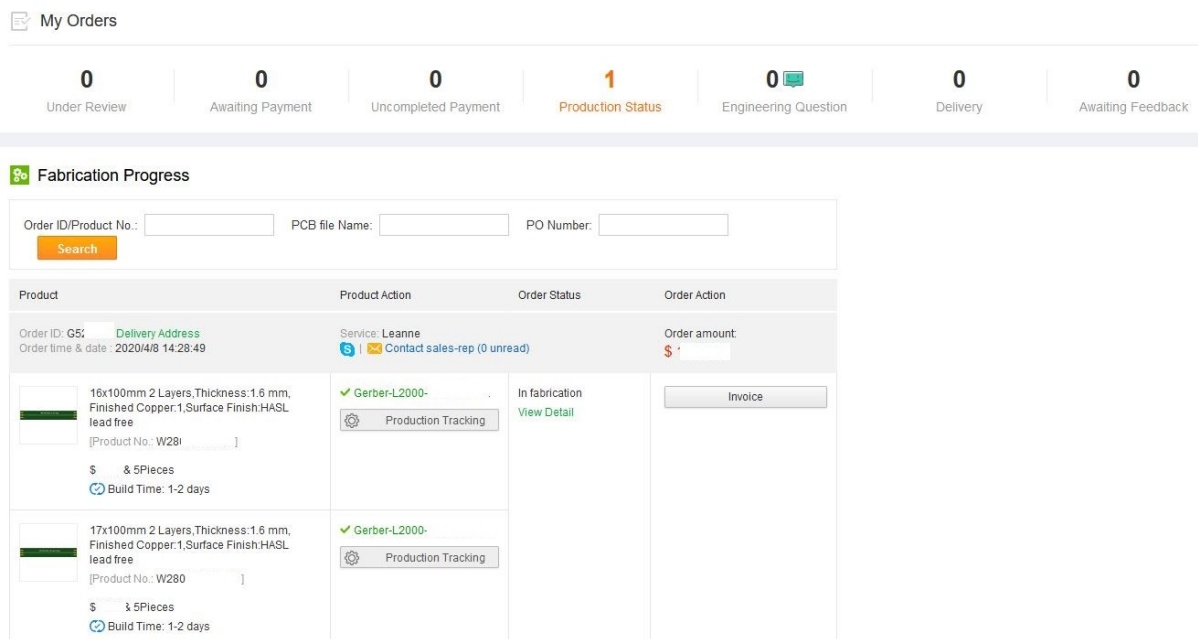 My Orders
0 0 0 1 0 0 0
Under Review Awaiting Payment Uncompleted Payment Production Status Engineering Question Delivery Awaiting Feedback
Fabrication Progress
Order ID/Product No.: PCB file Name: PO Number:
Search
Product Product Action Order Status Order Action
Order ID: G52 Delivery Address Service: Leanne Order amount:
Order time & date : 2020/4/8 14:28:49 Contact sales-rep (0 unread) $
16x100mm 2 Layers,Thickness:1.6 mm,
Finished Copper:1,Surface Finish:HASL
lead free
[Product No.: W28 ]
$ & 5Pieces
Build Time: 1-2 days
Gerber-L2000-
Production Tracking
In fabrication
View Detail
Invoice
17x100mm 2 Layers,Thickness:1.6 mm,
Finished Copper:1,Surface Finish:HASL
lead free
[Product No.: W280 ]
$ & 5Pieces
Build Time: 1-2 days
Gerber-L2000-
Production Tracking